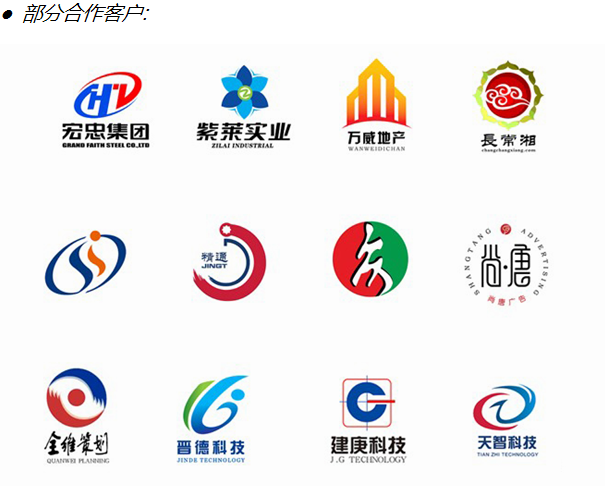 ● 部分合作客户:
宏忠集团
GRAND FAITH STEEL CO.,LTD
紫莱实业
ZILAI INDUSTRIAL
万威地产
WANWEIDICHAN
長常湘
changchangxiang.com
精通
JINGT
SHANGTANG ADVERTISING
尚·唐
尚唐广告
全维策划
QUANWEI PLANNING
晋德科技
JINDE TECHNOLOGY
建庚科技
J.G TECHNOLOGY
天智科技
TIAN ZHI TECHNOLOGY